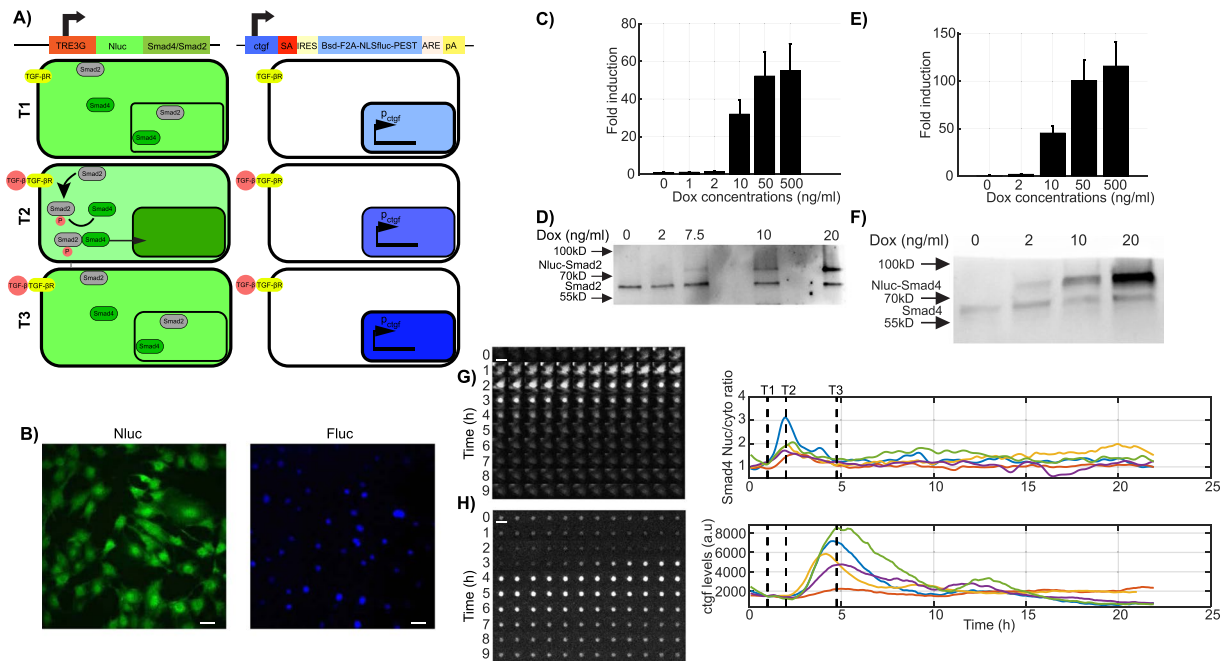 A)
TRE3G Nluc Smad4/Smad2
ctgf SA IRES Bsd-F2A-NLSfluc-PEST ARE pA
T1
TGF-βR Smad2
Smad4
Smad2
Smad4
TGF-βR
Pctgf
T2
TGF-β TGF-βR Smad2
Smad2 Smad4
P
Smad2 Smad4
P
TGF-β TGF-βR
Pctgf
T3
TGF-β TGF-βR Smad2
Smad4
Smad2
Smad4
TGF-β TGF-βR
Pctgf
B)
Nluc Fluc
C)
Fold induction
80
60
40
20
0
0 1 2 10 50 500
Dox concentrations (ng/ml)
D)
Dox (ng/ml) 0 2 7.5 10 20
100kD
Nluc-Smad2
70kD
Smad2
55kD
E)
Fold induction
150
100
50
0
0 2 10 50 500
Dox concentrations (ng/ml)
F)
Dox (ng/ml) 0 2 10 20
100kD
Nluc-Smad4
70kD
Smad4
55kD
G)
Time (h)
0
1
2
3
4
5
6
7
8
9
T1 T2 T3
Smad4 Nuc/cyto ratio
4
3
2
1
0 5 10 15 20 25
H)
Time (h)
0
1
2
3
4
5
6
7
8
9
ctgf levels (a.u)
8000
6000
4000
2000
0 5 10 15 20 25
Time (h)